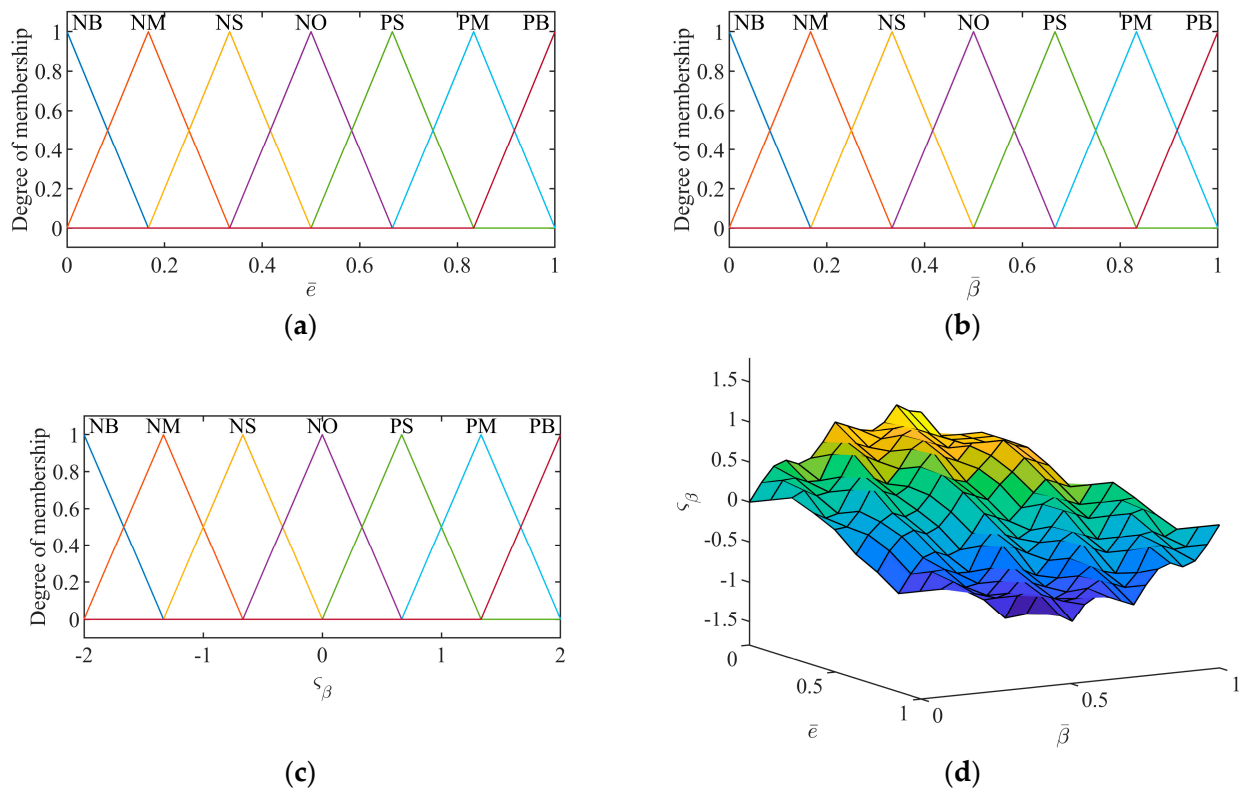 NB NM NS NO PS PM PB
Degree of membership
1
0.8
0.6
0.4
0.2
0
0 0.2 0.4 0.6 0.8 1
ē
(a)
NB NM NS NO PS PM PB
Degree of membership
1
0.8
0.6
0.4
0.2
0
0 0.2 0.4 0.6 0.8 1
β̄
(b)
NB NM NS NO PS PM PB
Degree of membership
1
0.8
0.6
0.4
0.2
0
-2 -1 0 1 2
ςβ
(c)
ςβ
1.5
1
0.5
0
-0.5
-1
-1.5
0
0.5
1
ē
0
0.5
1
β̄
(d)